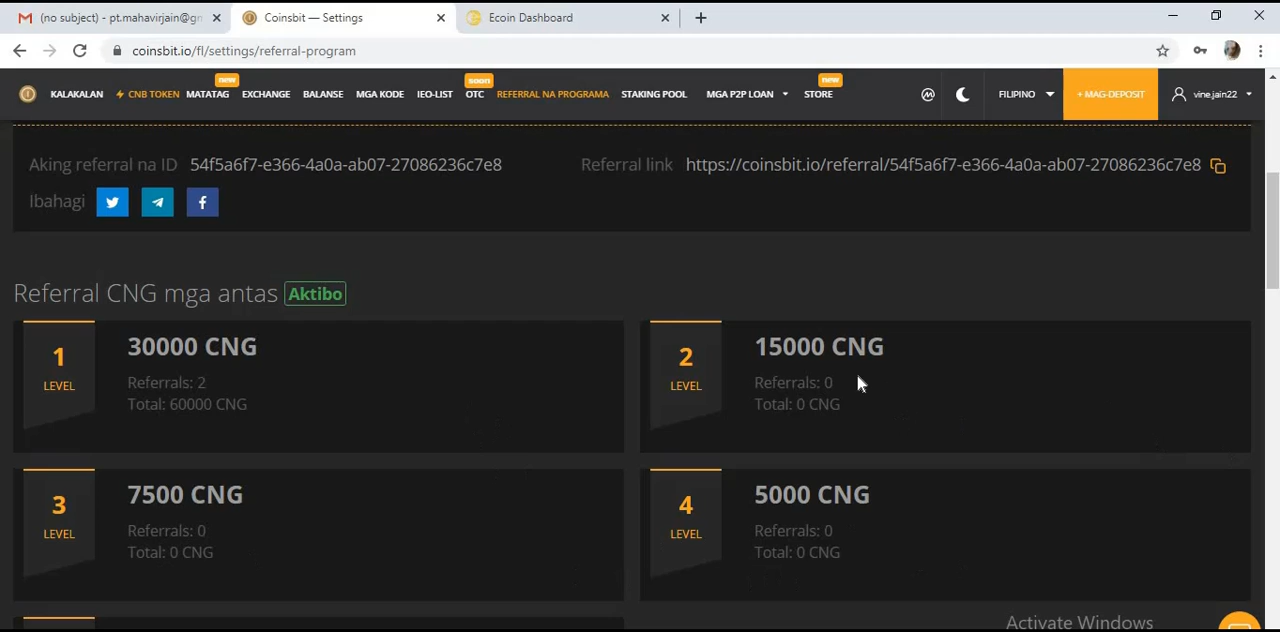 (no subject) - pt.mahavirjain@gm
Coinsbit — Settings
Ecoin Dashboard
coinsbit.io/fl/settings/referral-program
KALAKALAN
CNB TOKEN
MATATAG
new
EXCHANGE
BALANSE
MGA KODE
IEO-LIST
OTC
soon
REFERRAL NA PROGRAMA
STAKING POOL
MGA P2P LOAN
STORE
new
FILIPINO
+ MAG-DEPOSIT
vine.jain22
Aking referral na ID 54f5a6f7-e366-4a0a-ab07-27086236c7e8
Referral link https://coinsbit.io/referral/54f5a6f7-e366-4a0a-ab07-27086236c7e8
Ibahagi
Referral CNG mga antas Aktibo
1
LEVEL
30000 CNG
Referrals: 2
Total: 60000 CNG
2
LEVEL
15000 CNG
Referrals: 0
Total: 0 CNG
3
LEVEL
7500 CNG
Referrals: 0
Total: 0 CNG
4
LEVEL
5000 CNG
Referrals: 0
Total: 0 CNG
Activate Windows